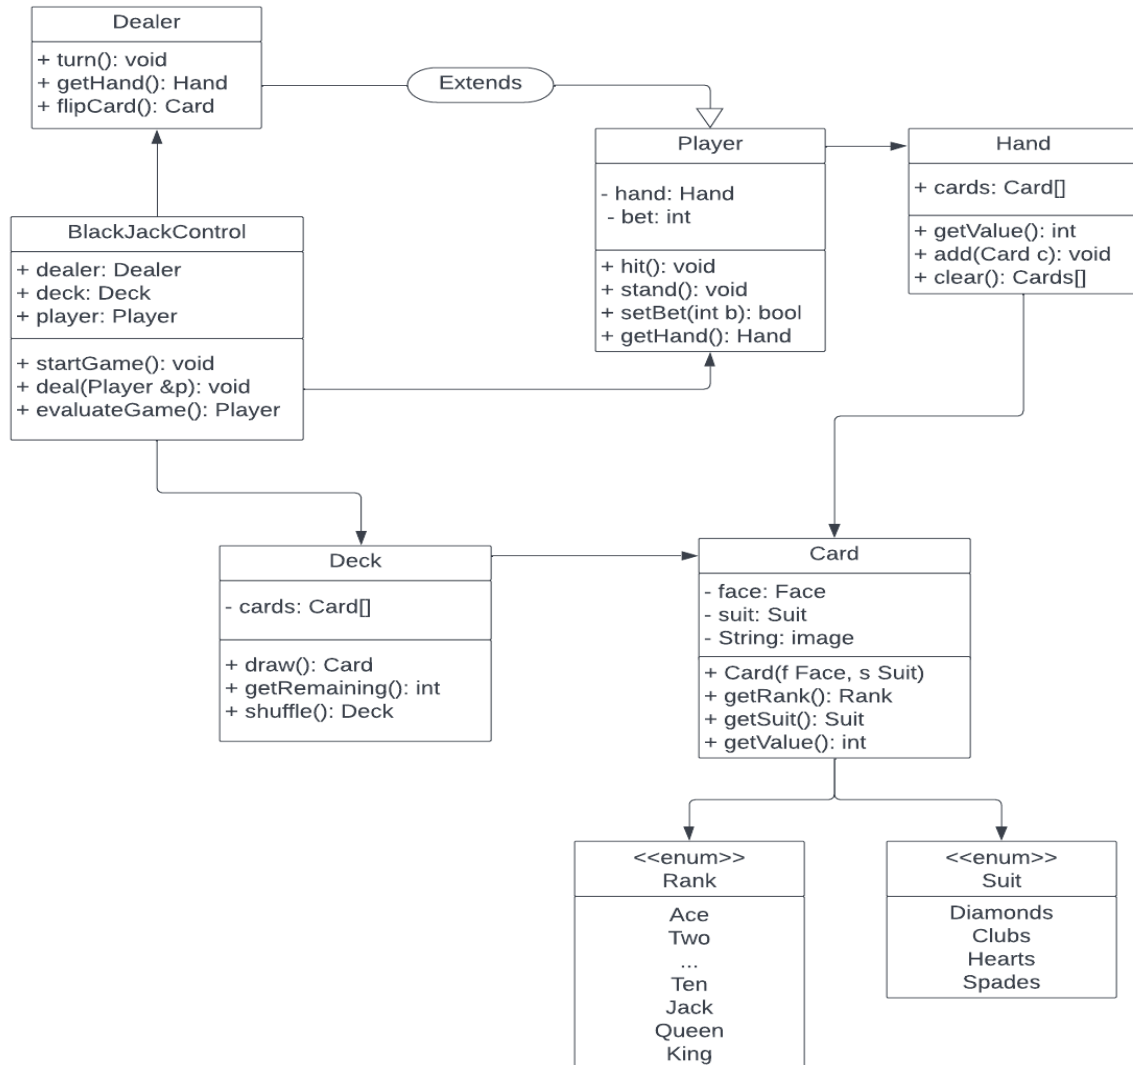 Dealer
+ turn(): void
+ getHand(): Hand
+ flipCard(): Card
Extends
Player
- hand: Hand
- bet: int
+ hit(): void
+ stand(): void
+ setBet(int b): bool
+ getHand(): Hand
Hand
+ cards: Card[]
+ getValue(): int
+ add(Card c): void
+ clear(): Cards[]
BlackJackControl
+ dealer: Dealer
+ deck: Deck
+ player: Player
+ startGame(): void
+ deal(Player &p): void
+ evaluateGame(): Player
Deck
- cards: Card[]
+ draw(): Card
+ getRemaining(): int
+ shuffle(): Deck
Card
- face: Face
- suit: Suit
- String: image
+ Card(f Face, s Suit)
+ getRank(): Rank
+ getSuit(): Suit
+ getValue(): int
<<enum>>
Rank
Ace
Two
...
Ten
Jack
Queen
King
<<enum>>
Suit
Diamonds
Clubs
Hearts
Spades